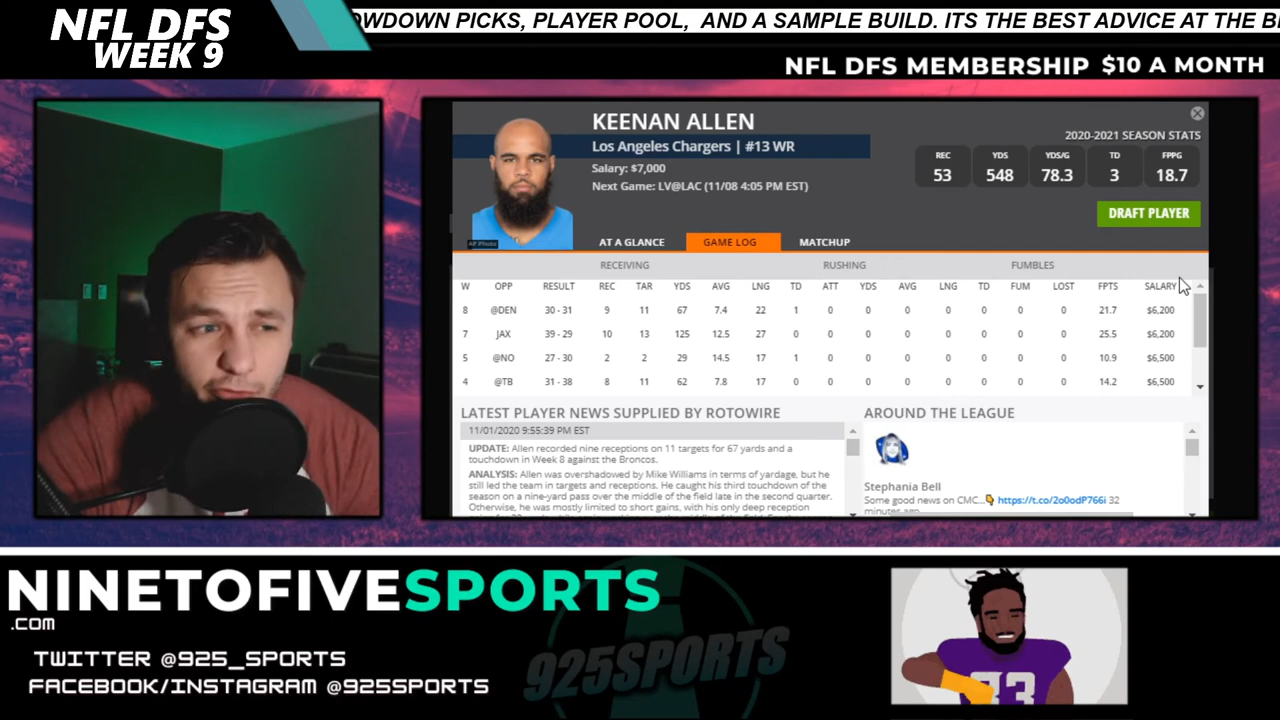 NFL DFS
WEEK 9
OWDOWN PICKS, PLAYER POOL, AND A SAMPLE BUILD. ITS THE BEST ADVICE AT THE BE
NFL DFS MEMBERSHIP $10 A MONTH
KEENAN ALLEN
Los Angeles Chargers | #13 WR
Salary: $7,000
Next Game: LV@LAC (11/08 4:05 PM EST)
2020-2021 SEASON STATS
REC YDS YDS/G TD FPPG
53 548 78.3 3 18.7
DRAFT PLAYER
AP Photo
AT A GLANCE GAME LOG MATCHUP
RECEIVING RUSHING FUMBLES
W OPP RESULT REC TAR YDS AVG LNG TD ATT YDS AVG LNG TD FUM LOST FPTS SALARY
8 @DEN 30 - 31 9 11 67 7.4 22 1 0 0 0 0 0 0 0 21.7 $6,200
7 JAX 39 - 29 10 13 125 12.5 27 0 0 0 0 0 0 0 0 25.5 $6,200
5 @NO 27 - 30 2 2 29 14.5 17 1 0 0 0 0 0 0 0 10.9 $6,500
4 @TB 31 - 38 8 11 62 7.8 17 0 0 0 0 0 0 0 0 14.2 $6,500
LATEST PLAYER NEWS SUPPLIED BY ROTOWIRE
11/01/2020 9:55:39 PM EST
UPDATE: Allen recorded nine receptions on 11 targets for 67 yards and a
touchdown in Week 8 against the Broncos.
ANALYSIS: Allen was overshadowed by Mike Williams in terms of yardage, but he
still led the team in targets and receptions. He caught his third touchdown of the
season on a nine-yard pass over the middle of the field late in the second quarter.
Otherwise, he was mostly limited to short gains, with his only deep reception
AROUND THE LEAGUE
Stephania Bell
Some good news on CMC...👇 https://t.co/2o0odP766i 32
minutes ago
NINETOFIVESPORTS
.COM
TWITTER @925_SPORTS
FACEBOOK/INSTAGRAM @925SPORTS
925SPORTS
33